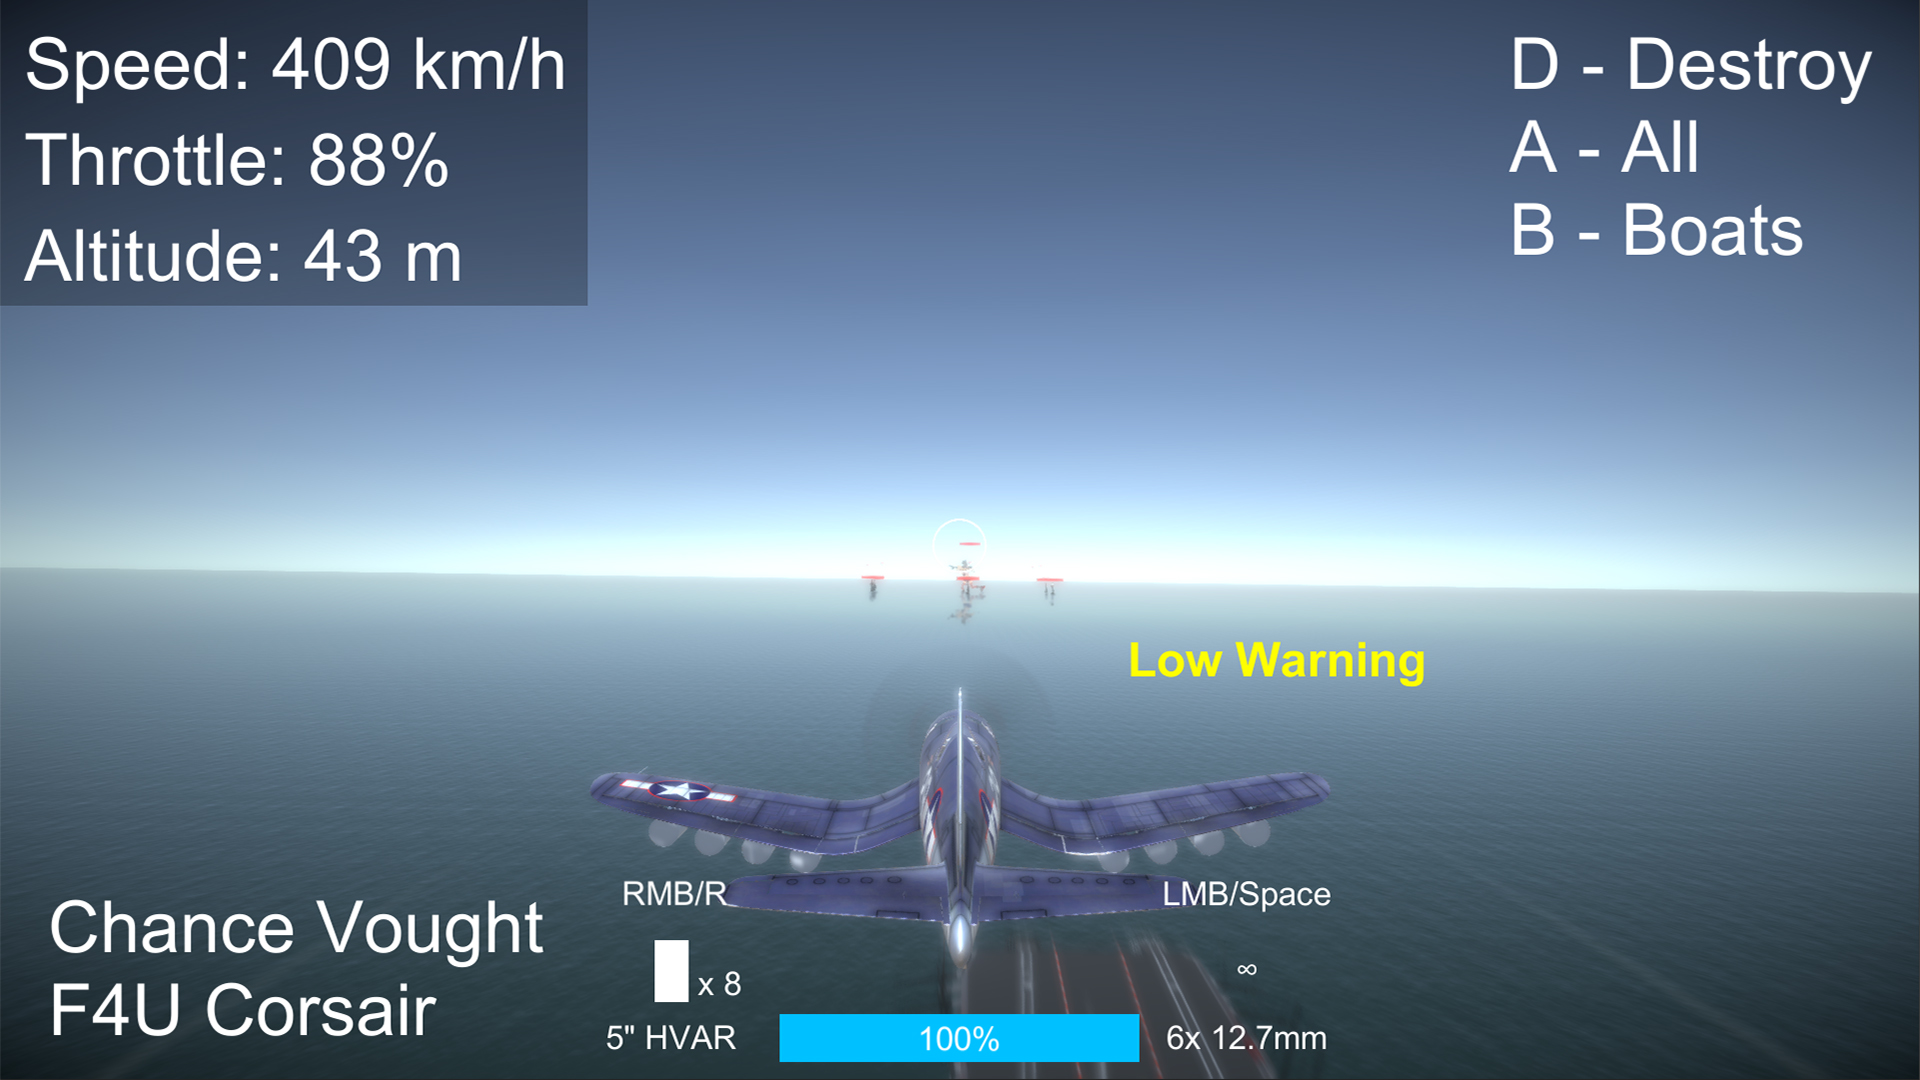 Speed: 409 km/h
Throttle: 88%
Altitude: 43 m
D - Destroy
A - All
B - Boats
Low Warning
Chance Vought
F4U Corsair
RMB/R
x 8
5" HVAR
100%
LMB/Space
∞
6x 12.7mm